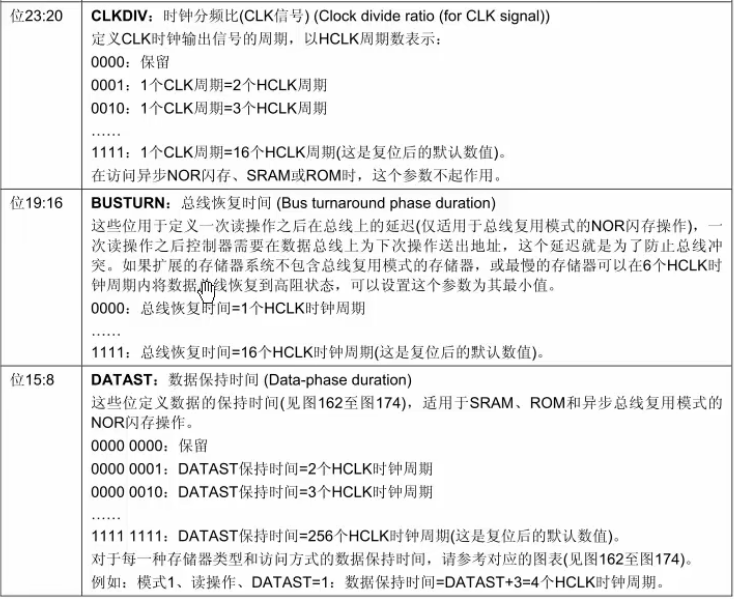 位23:20
CLKDIV：时钟分频比(CLK信号) (Clock divide ratio (for CLK signal))
定义CLK时钟输出信号的周期，以HCLK周期数表示：
0000：保留
0001：1个CLK周期=2个HCLK周期
0010：1个CLK周期=3个HCLK周期
……
1111：1个CLK周期=16个HCLK周期(这是复位后的默认数值)。
在访问异步NOR闪存、SRAM或ROM时，这个参数不起作用。
位19:16
BUSTURN：总线恢复时间 (Bus turnaround phase duration)
这些位用于定义一次读操作之后在总线上的延迟(仅适用于总线复用模式的NOR闪存操作)，一
次读操作之后控制器需要在数据总线上为下次操作送出地址，这个延迟就是为了防止总线冲
突。如果扩展的存储器系统不包含总线复用模式的存储器，或最慢的存储器可以在6个HCLK时
钟周期内将数据总线恢复到高阻状态，可以设置这个参数为其最小值。
0000：总线恢复时间=1个HCLK时钟周期
……
1111：总线恢复时间=16个HCLK时钟周期(这是复位后的默认数值)。
位15:8
DATAST：数据保持时间 (Data-phase duration)
这些位定义数据的保持时间(见图162至图174)，适用于SRAM、ROM和异步总线复用模式的
NOR闪存操作。
0000 0000：保留
0000 0001：DATAST保持时间=2个HCLK时钟周期
0000 0010：DATAST保持时间=3个HCLK时钟周期
……
1111 1111：DATAST保持时间=256个HCLK时钟周期(这是复位后的默认数值)。
对于每一种存储器类型和访问方式的数据保持时间，请参考对应的图表(见图162至图174)。
例如：模式1、读操作、DATAST=1：数据保持时间=DATAST+3=4个HCLK时钟周期。